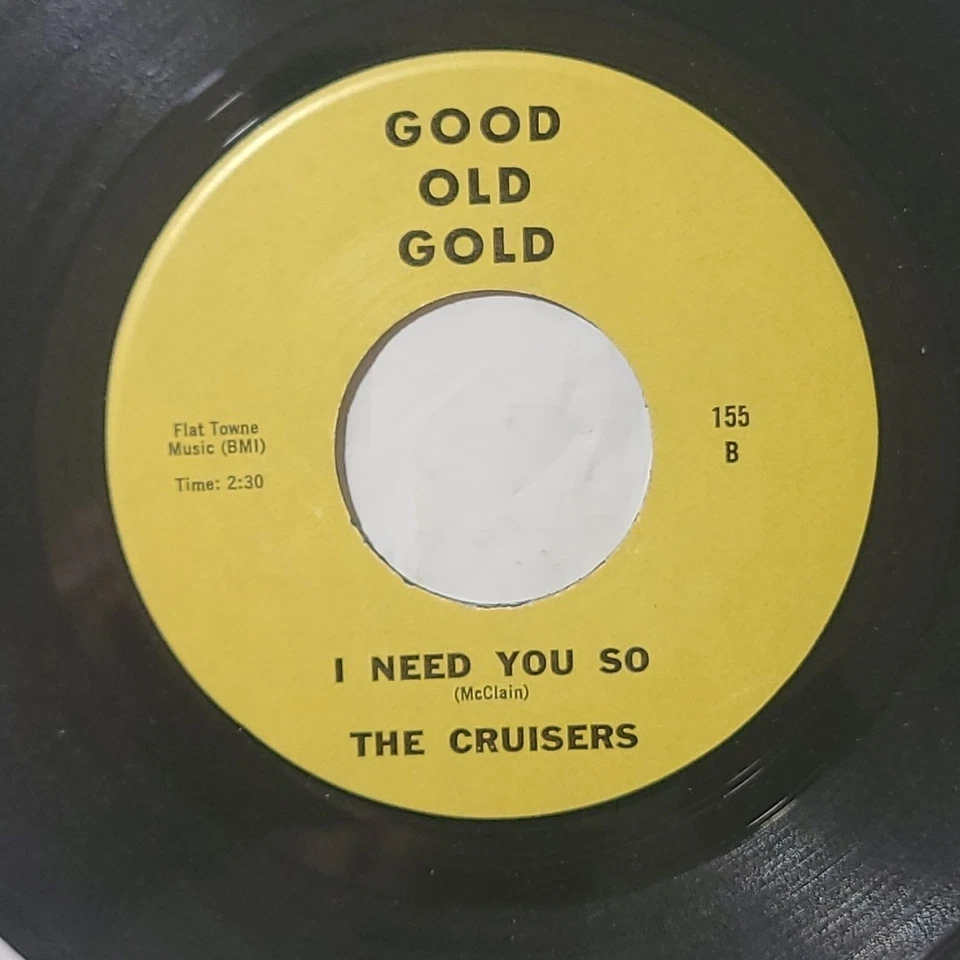 GOOD
OLD
GOLD
Flat Towne
Music (BMI)
Time: 2:30
155
B
I NEED YOU SO
(McClain)
THE CRUISERS